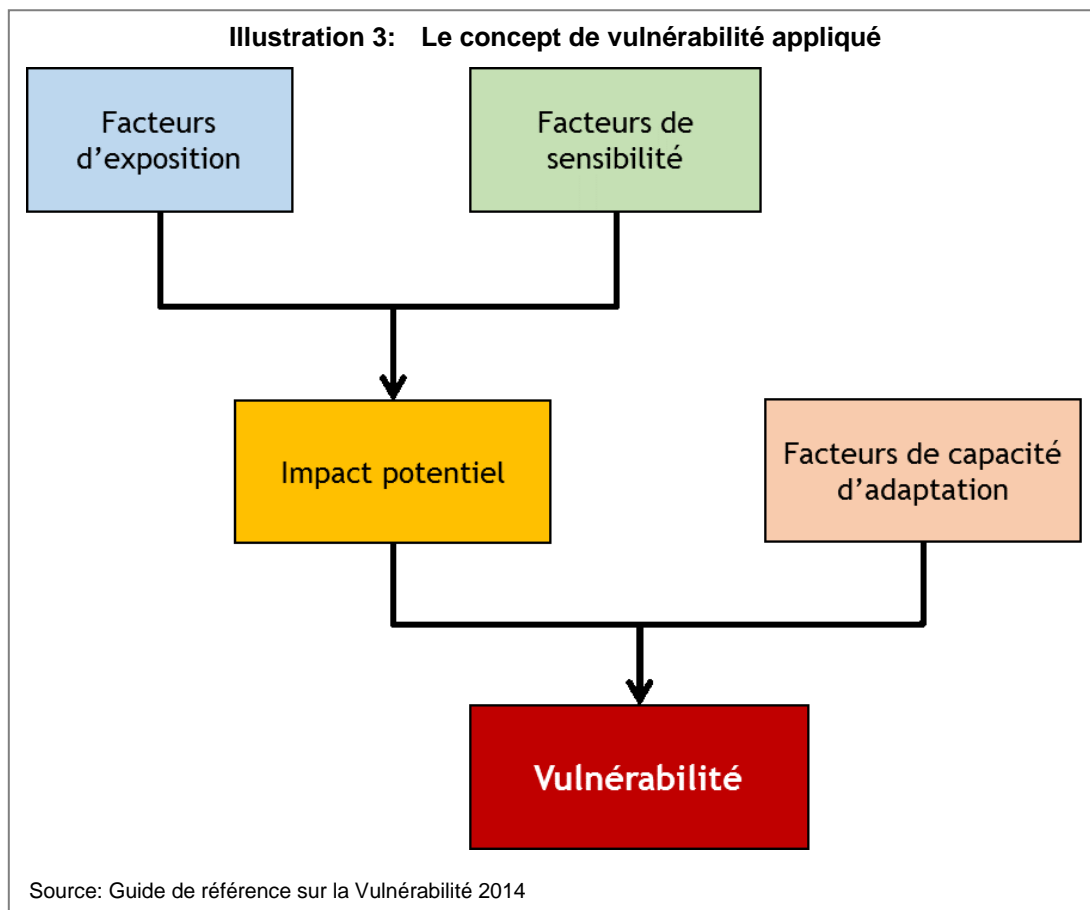 Illustration 3: Le concept de vulnérabilité appliqué
Facteurs
d’exposition
Facteurs de
sensibilité
Impact potentiel
Facteurs de capacité
d’adaptation
Vulnérabilité
Source: Guide de référence sur la Vulnérabilité 2014